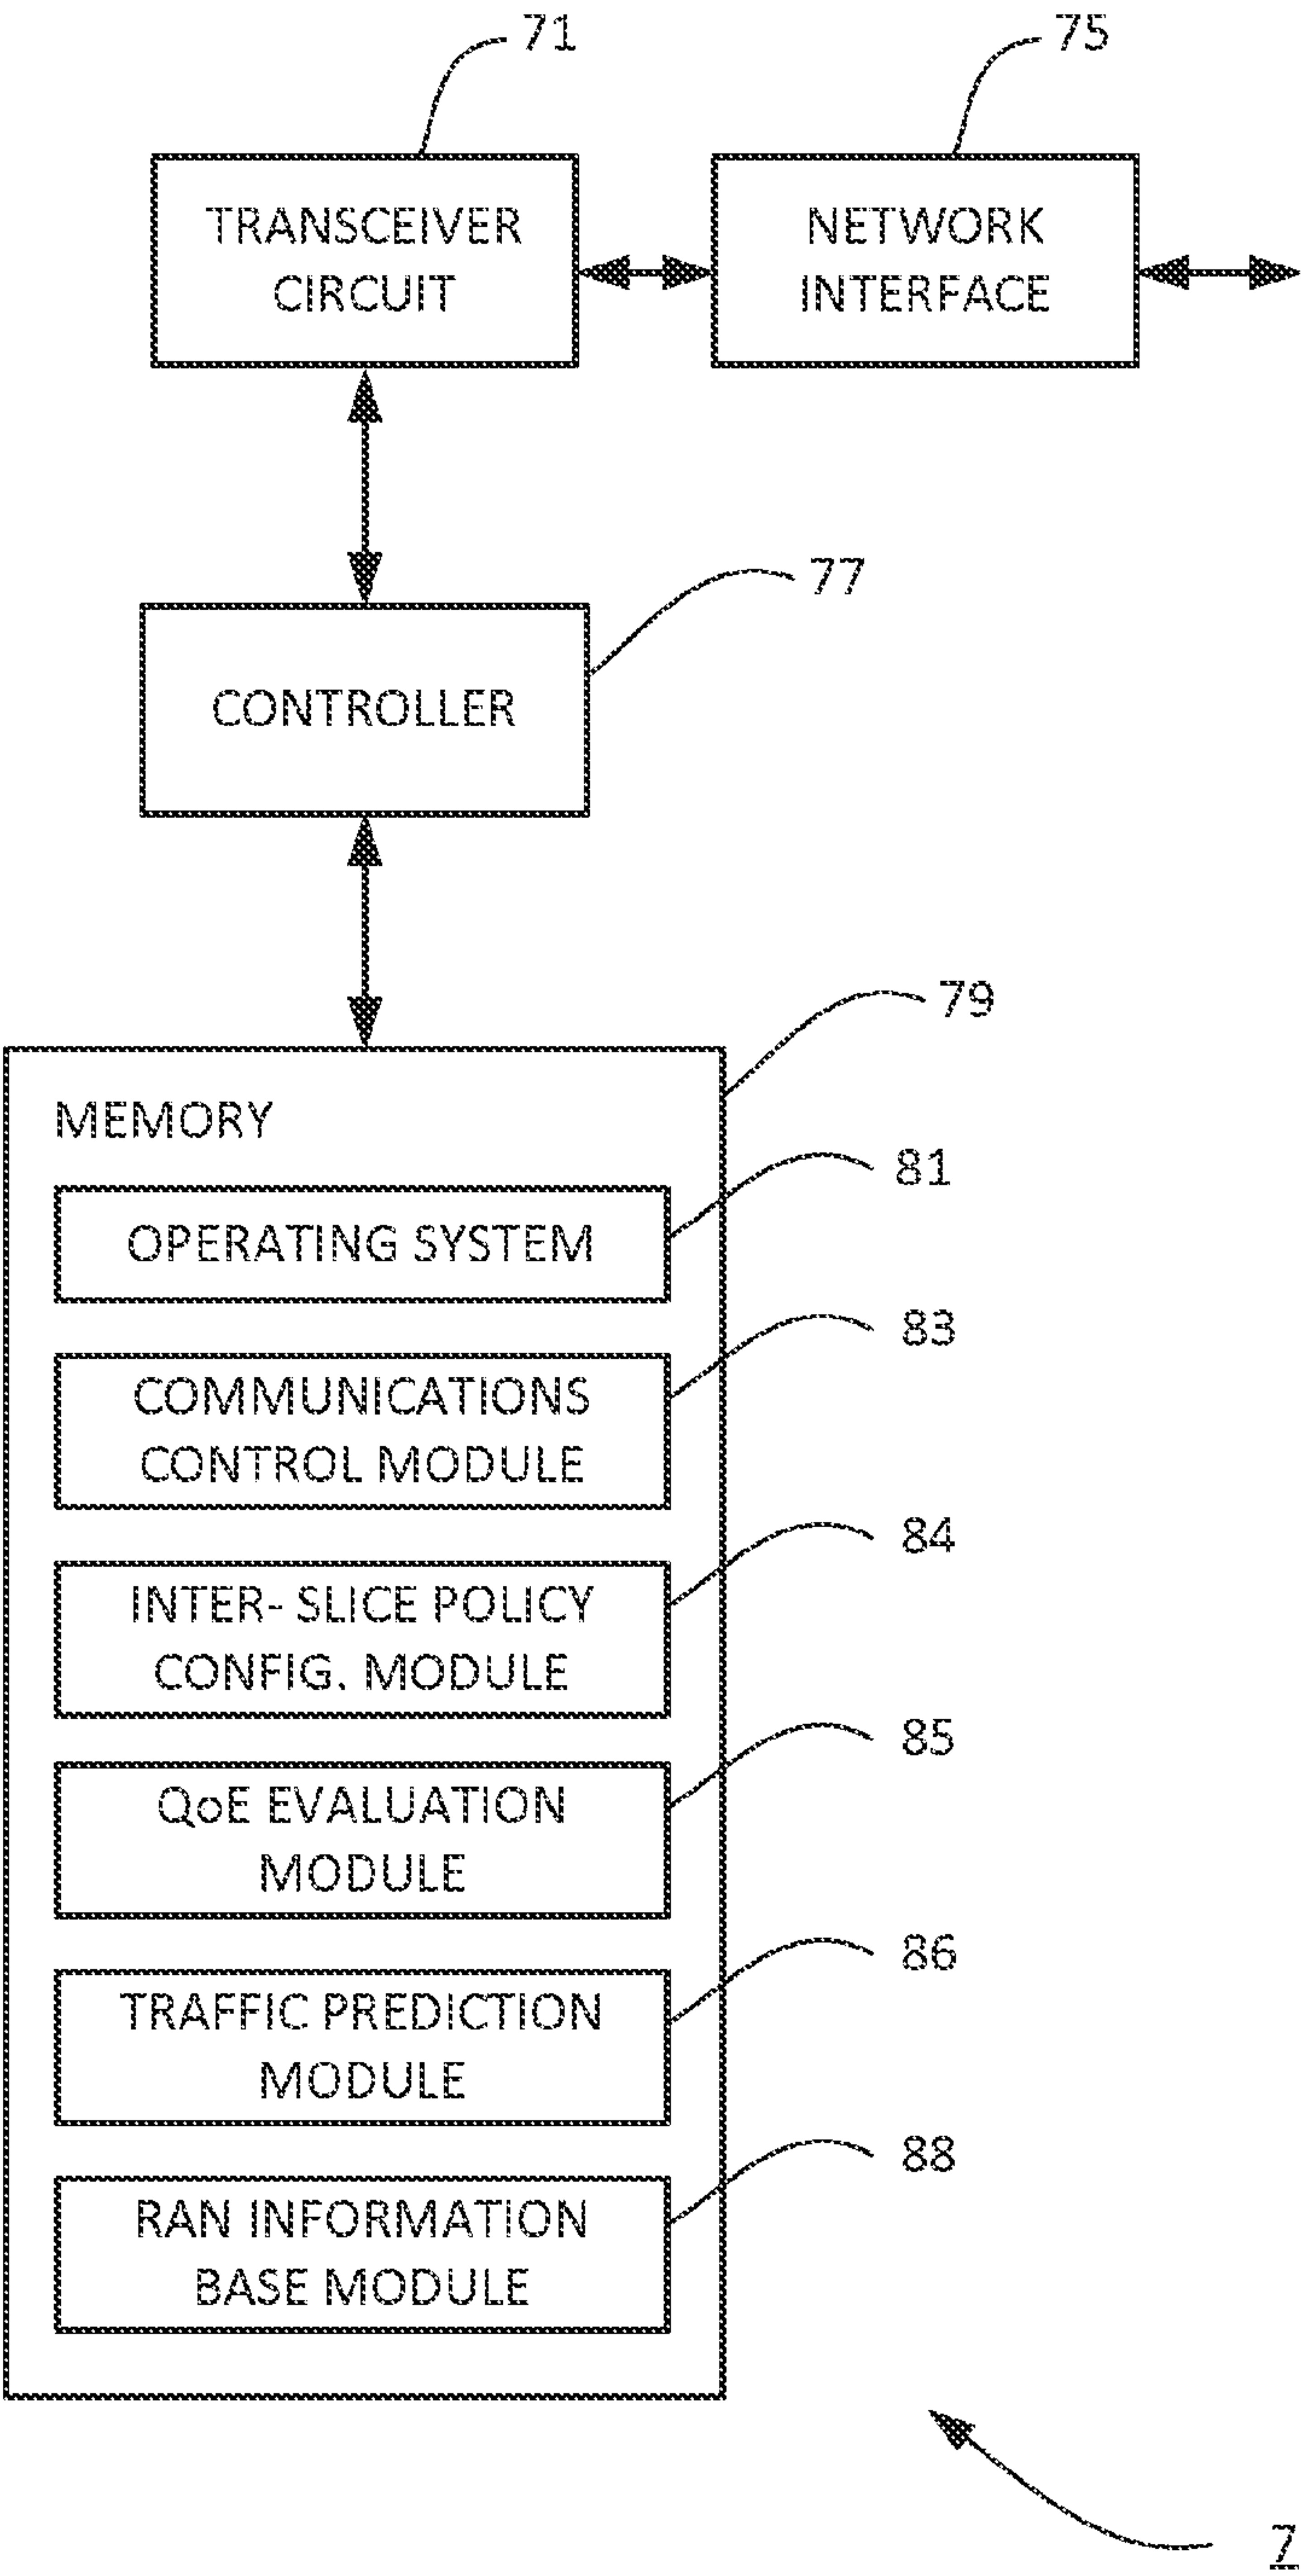 71
75
TRANSCEIVER
CIRCUIT
NETWORK
INTERFACE
77
CONTROLLER
79
MEMORY
81
OPERATING SYSTEM
83
COMMUNICATIONS
CONTROL MODULE
84
INTER- SLICE POLICY
CONFIG. MODULE
85
QoE EVALUATION
MODULE
86
TRAFFIC PREDICTION
MODULE
88
RAN INFORMATION
BASE MODULE
7